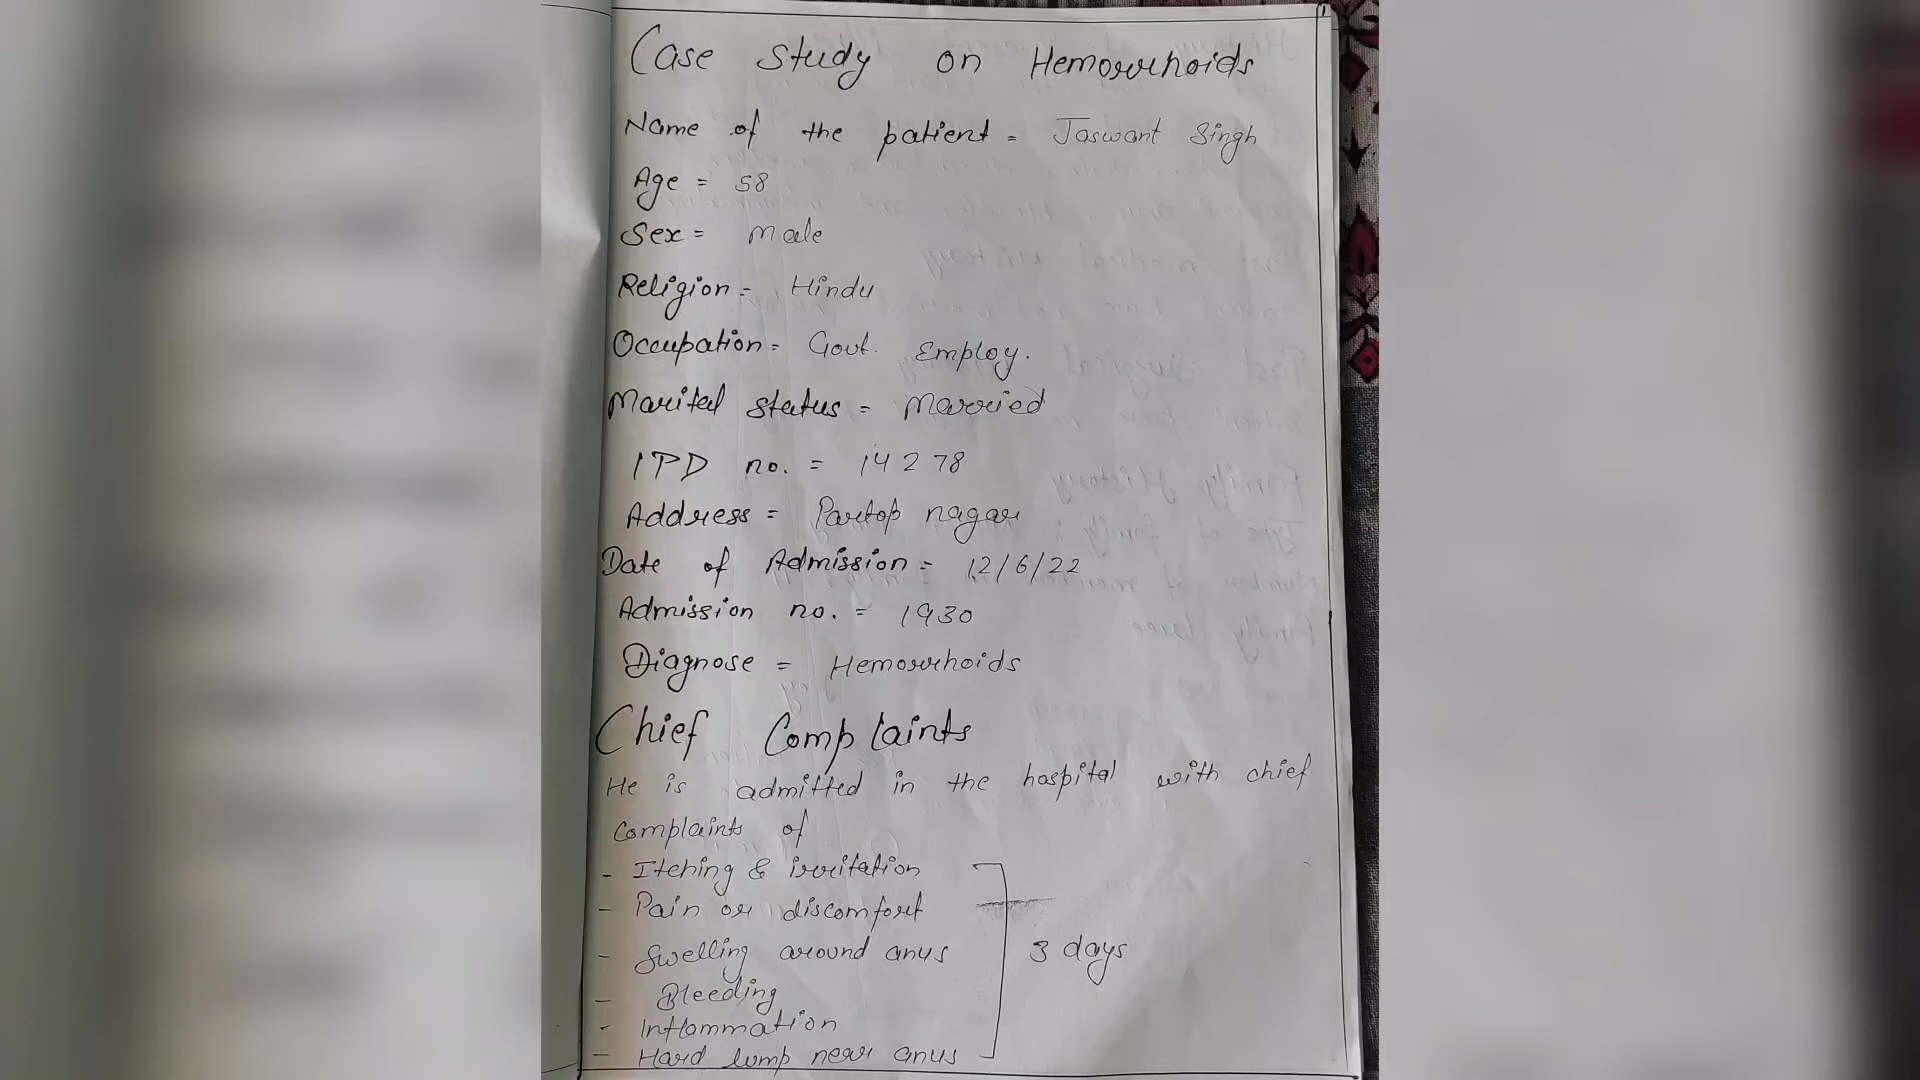 Case study on Hemorrhoids
Name of the patient = Jaswant Singh
Age = 58
Sex = Male
Religion = Hindu
Occupation = Govt. Employ.
Marital status = Married
IPD no. = 14278
Address = Partap nagar
Date of Admission = 12/6/22
Admission no. = 1930
Diagnose = Hemorrhoids
Chief Complaints
He is admitted in the hospital with chief
complaints of
- Itching & irritation
- Pain or discomfort
- Swelling around anus
3 days
- Bleeding
- Inflammation
- Hard lump near anus